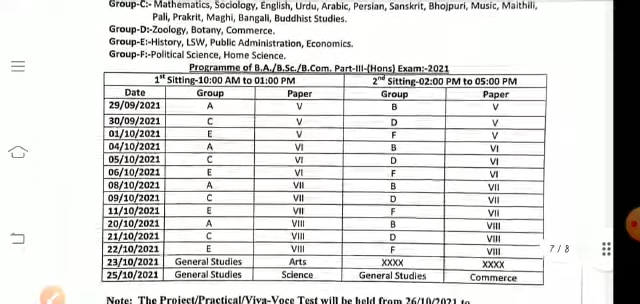 Group-C:- Mathematics, Sociology, English, Urdu, Arabic, Persian, Sanskrit, Bhojpuri, Music, Maithili,
Pali, Prakrit, Maghi, Bangali, Buddhist Studies.
Group-D:-Zoology, Botany, Commerce.
Group-E:-History, LSW, Public Administration, Economics.
Group-F:-Political Science, Home Science.
Programme of B.A./B.Sc./B.Com. Part-III-(Hons) Exam:-2021
1st Sitting-10:00 AM to 01:00 PM 2nd Sitting-02:00 PM to 05:00 PM
Date Group Paper Group Paper
29/09/2021 A V B V
30/09/2021 C V D V
01/10/2021 E V F V
04/10/2021 A VI B VI
05/10/2021 C VI D VI
06/10/2021 E VI F VI
08/10/2021 A VII B VII
09/10/2021 C VII D VII
11/10/2021 E VII F VII
20/10/2021 A VIII B VIII
21/10/2021 C VIII D VIII
22/10/2021 E VIII F VIII
23/10/2021 General Studies Arts XXXX XXXX
25/10/2021 General Studies Science General Studies Commerce
7 / 8
Note: The Project/Practical/Viva-Voce Test will be held from 26/10/2021 to